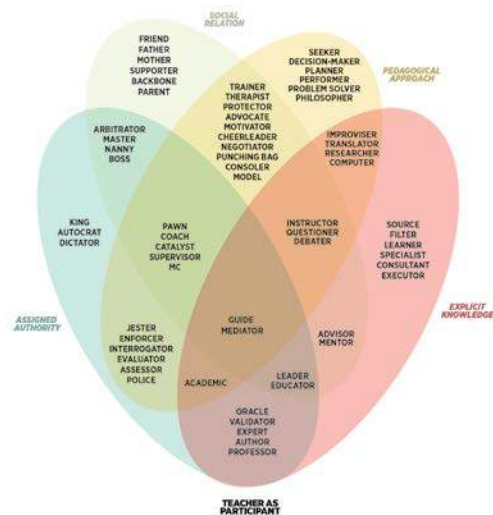 SOCIAL
RELATION
FRIEND
FATHER
MOTHER
SUPPORTER
BACKBONE
PARENT
SEEKER
DECISION-MAKER
PLANNER
PERFORMER
PROBLEM SOLVER
PHILOSOPHER
PEDAGOGICAL
APPROACH
TRAINER
THERAPIST
PROTECTOR
ADVOCATE
MOTIVATOR
CHEERLEADER
NEGOTIATOR
PUNCHING BAG
CONSOLER
MODEL
ARBITRATOR
MASTER
NANNY
BOSS
IMPROVISER
TRANSLATOR
RESEARCHER
COMPUTER
KING
AUTOCRAT
DICTATOR
PAWN
COACH
CATALYST
SUPERVISOR
MC
INSTRUCTOR
QUESTIONER
DEBATER
SOURCE
FILTER
LEARNER
SPECIALIST
CONSULTANT
EXECUTOR
ASSIGNED
AUTHORITY
EXPLICIT
KNOWLEDGE
GUIDE
MEDIATOR
JESTER
ENFORCER
INTERROGATOR
EVALUATOR
ASSESSOR
POLICE
ADVISOR
MENTOR
ACADEMIC
LEADER
EDUCATOR
ORACLE
VALIDATOR
EXPERT
AUTHOR
PROFESSOR
TEACHER AS
PARTICIPANT